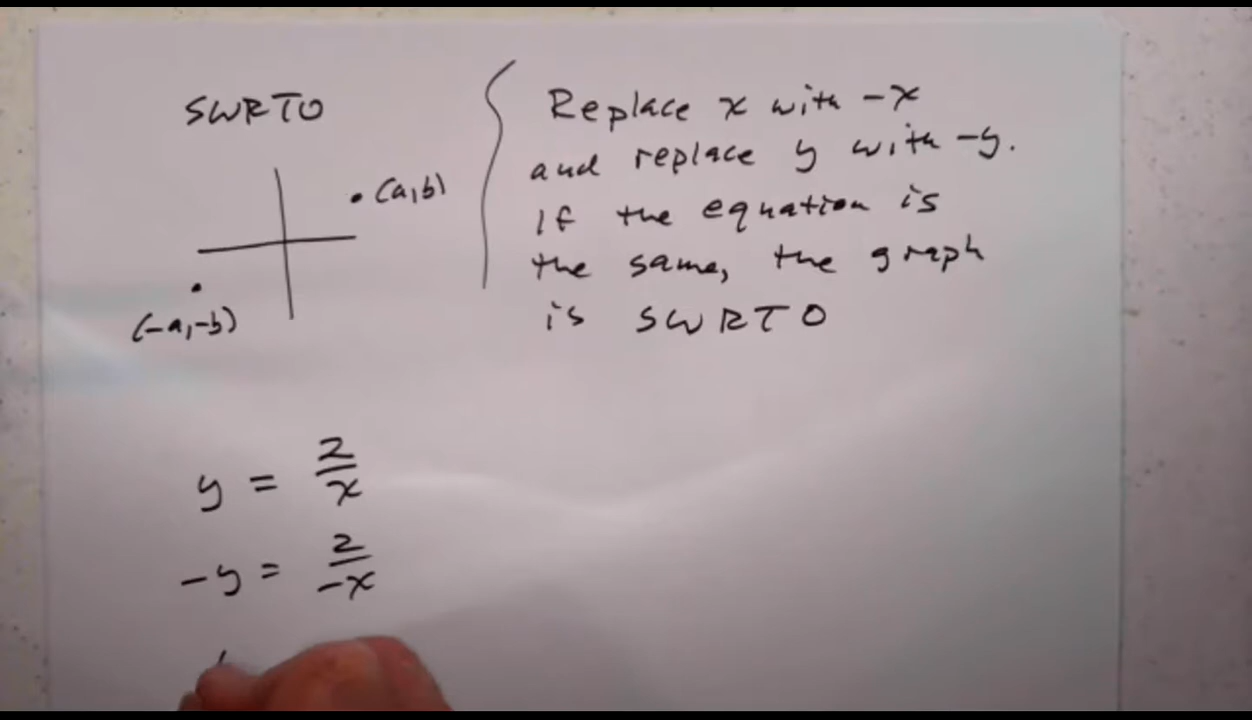 SWRTO
(a,b)
(-a,-b)
Replace x with -x
and replace y with -y.
If the equation is
the same, the graph
is SWRTO
y = 2/x
-y = 2/-x